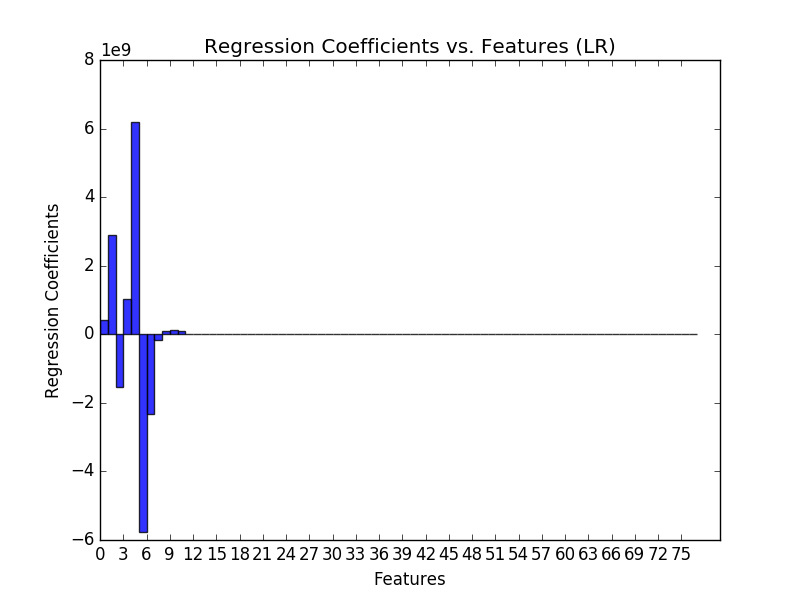 Regression Coefficients vs. Features (LR)
1e9
8
6
4
2
0
−2
−4
−6
Regression Coefficients
0 3 6 9 12 15 18 21 24 27 30 33 36 39 42 45 48 51 54 57 60 63 66 69 72 75
Features